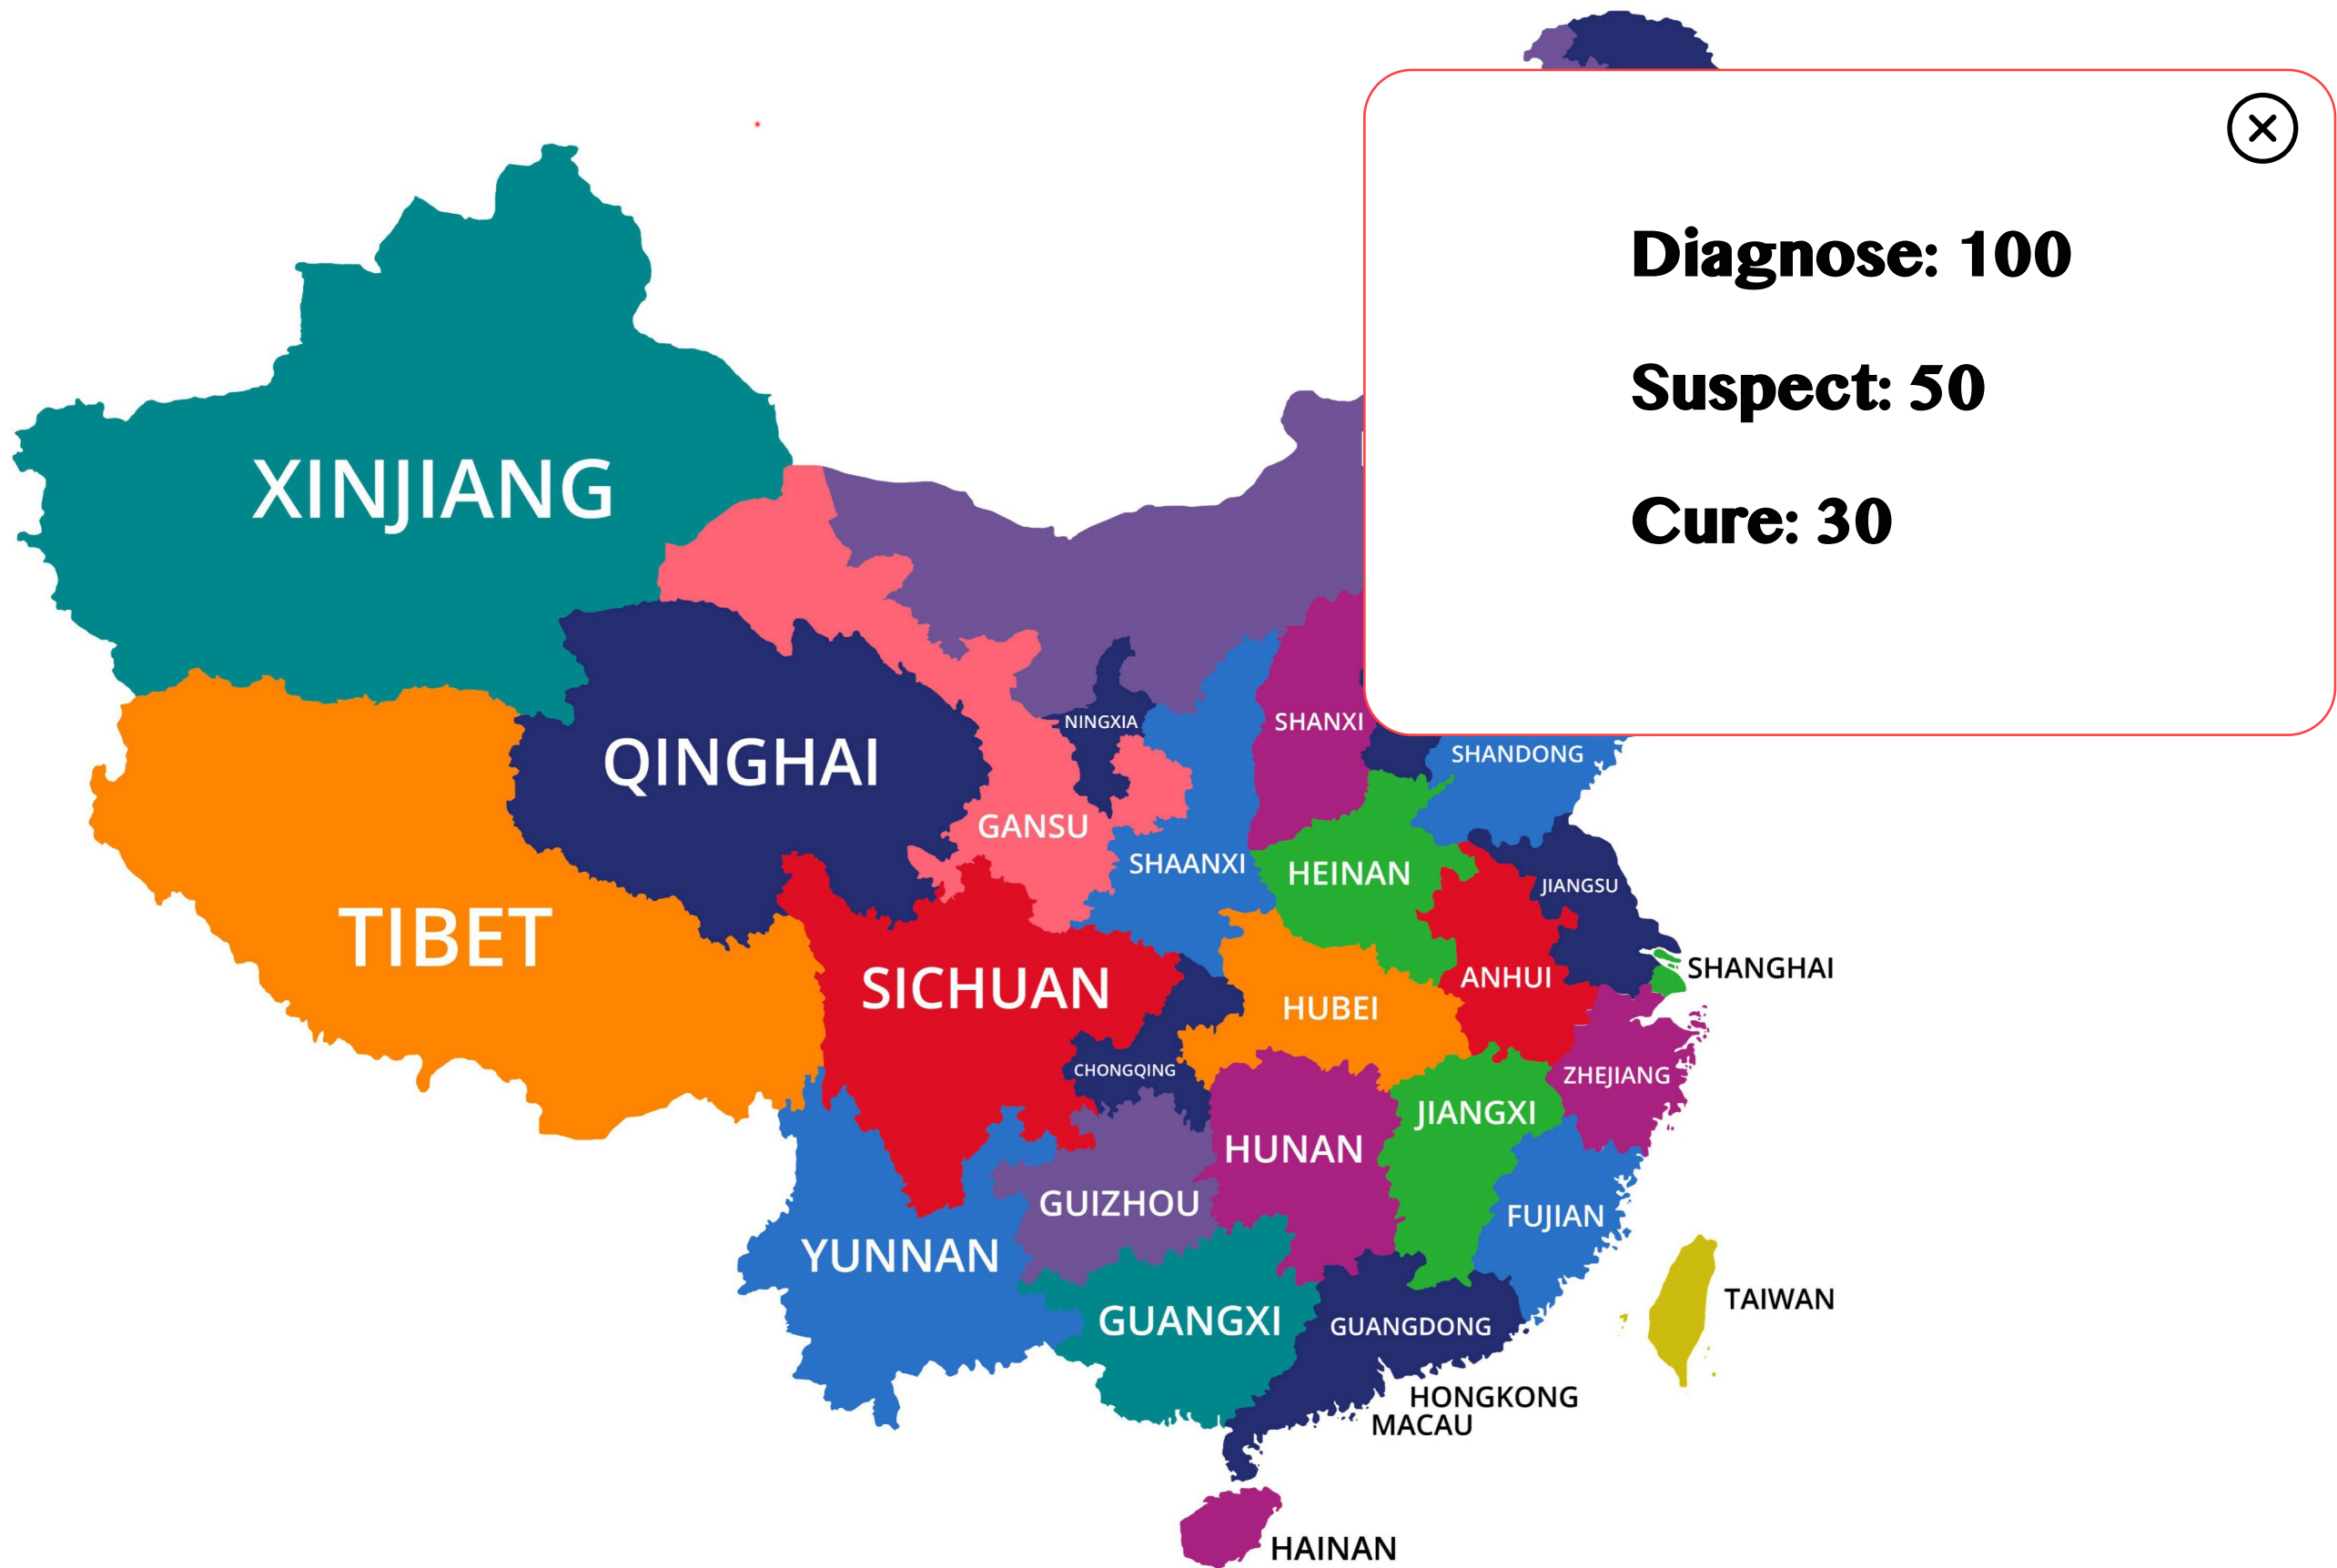 Diagnose: 100
Suspect: 50
Cure: 30
XINJIANG
QINGHAI
NINGXIA
SHANXI
SHANDONG
GANSU
SHAANXI
HEINAN
JIANGSU
TIBET
SICHUAN
SHANGHAI
ANHUI
HUBEI
CHONGQING
ZHEJIANG
JIANGXI
HUNAN
GUIZHOU
FUJIAN
YUNNAN
TAIWAN
GUANGXI
GUANGDONG
HONGKONG
MACAU
HAINAN